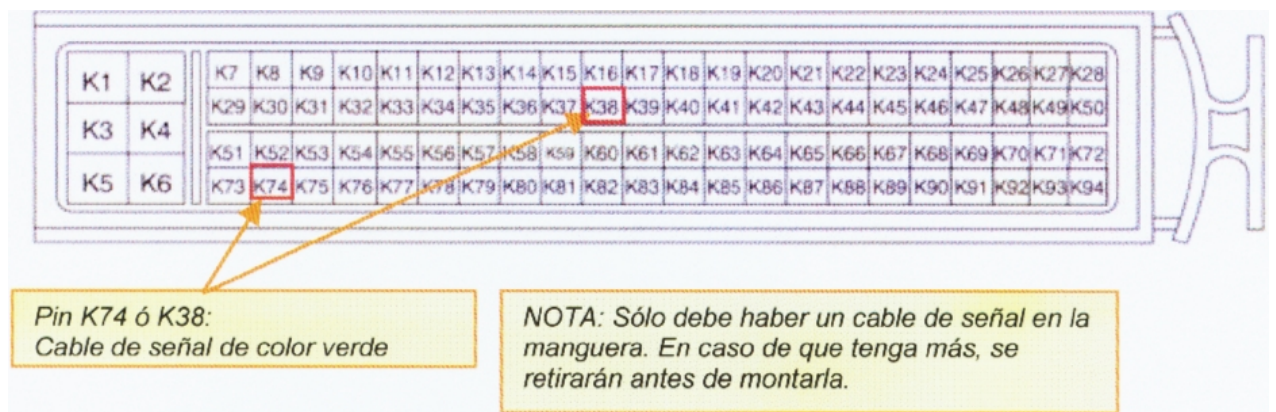 K1 K2
K3 K4
K5 K6
K7 K8 K9 K10 K11 K12 K13 K14 K15 K16 K17 K18 K19 K20 K21 K22 K23 K24 K25 K26 K27 K28
K29 K30 K31 K32 K33 K34 K35 K36 K37 K38 K39 K40 K41 K42 K43 K44 K45 K46 K47 K48 K49 K50
K51 K52 K53 K54 K55 K56 K57 K58 K59 K60 K61 K62 K63 K64 K65 K66 K67 K68 K69 K70 K71 K72
K73 K74 K75 K76 K77 K78 K79 K80 K81 K82 K83 K84 K85 K86 K87 K88 K89 K90 K91 K92 K93 K94
Pin K74 ó K38:
Cable de señal de color verde
NOTA: Sólo debe haber un cable de señal en la
manguera. En caso de que tenga más, se
retirarán antes de montarla.